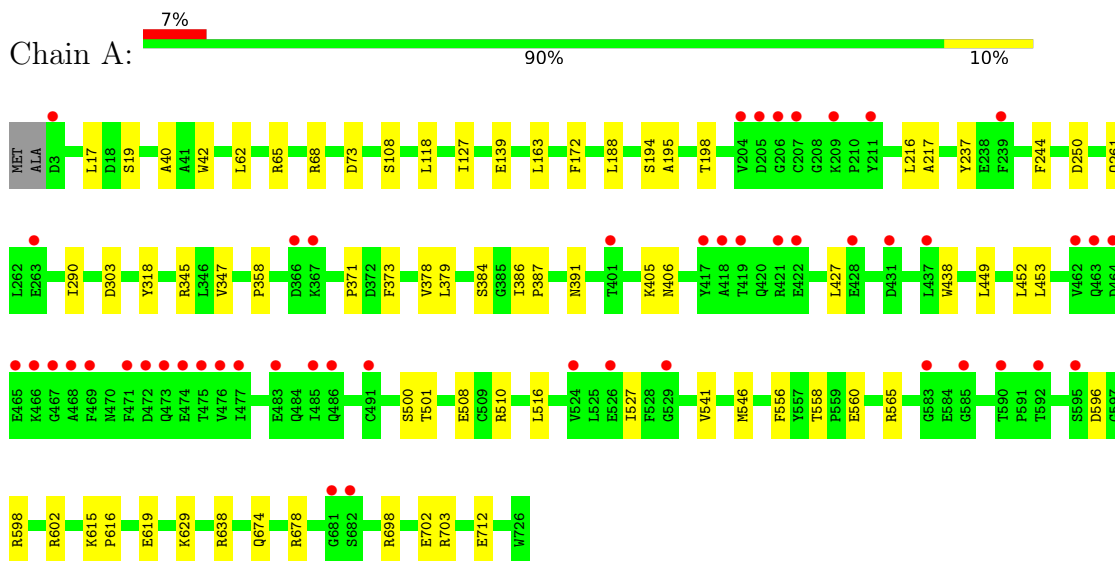 7%
Chain A:
90% 10%
MET ALA D3 L17 D18 S19 A40 A41 W42 L62 R65 R68 D73 S108 L118 I127 E139 L163 F172 L188 S194 A195 T198 V204 D205 G206 C207 G208 K209 P210 Y211 L216 A217 Y237 E238 F239 F244 D250
L262 E263 I290 D303 Y318 R345 L346 V347 P358 D366 K367 P371 D372 F373 V378 L379 S384 G385 I386 P387 N391 T401 K405 N406 Y417 A418 T419 Q420 R421 E422 L427 E428 D431 L437 W438 L449 L452 L453 V462 Q463
E465 K466 G467 A468 F469 N470 F471 D472 Q473 E474 T475 V476 I477 E483 Q484 I485 Q486 C491 S500 T501 E508 C509 R510 L516 V524 L525 E526 I527 F528 G529 V541 M546 F556 Y557 T558 P559 E560 R565 G583 E584 G585 T590 P591 T592 S595 D596
R598 R602 K615 P616 E619 K629 R638 Q674 R678 G681 S682 R698 E702 R703 E712 W726